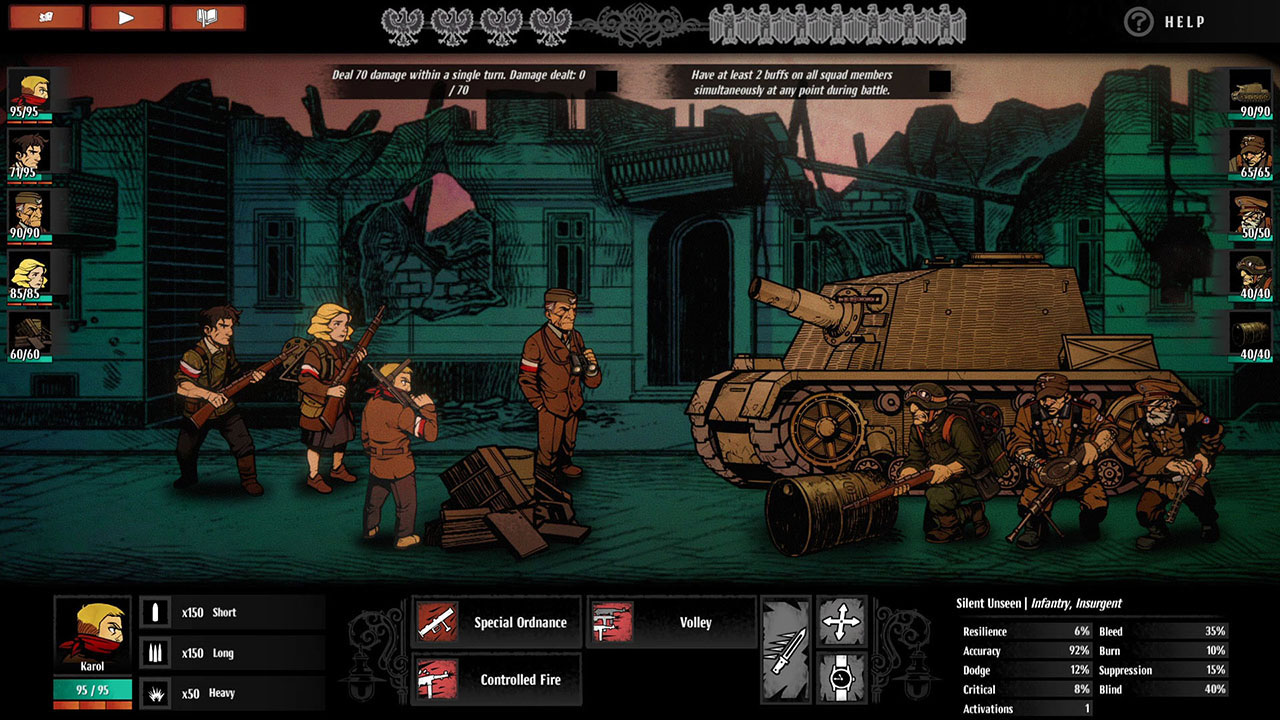 HELP
Deal 70 damage within a single turn. Damage dealt: 0
/ 70
Have at least 2 buffs on all squad members
simultaneously at any point during battle.
95/95
71/95
90/90
85/85
60/60
90/90
65/65
50/50
40/40
40/40
Karol
95 / 95
x150 Short
x150 Long
x50 Heavy
Special Ordnance
Volley
Controlled Fire
Silent Unseen | Infantry, Insurgent
Resilience 6% Bleed 35%
Accuracy 92% Burn 10%
Dodge 12% Suppression 15%
Critical 8% Blind 40%
Activations 1